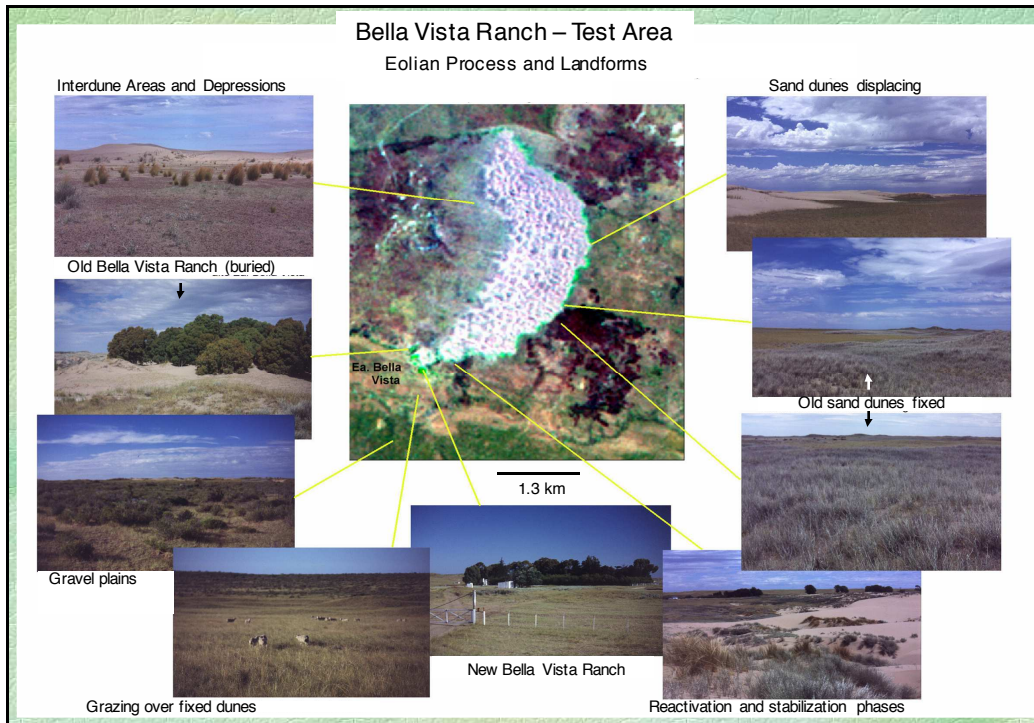 Bella Vista Ranch – Test Area
Eolian Process and Landforms
Interdune Areas and Depressions
Sand dunes displacing
Old Bella Vista Ranch (buried)
Ea. Bella
Vista
Old sand dunes fixed
1.3 km
Gravel plains
New Bella Vista Ranch
Grazing over fixed dunes
Reactivation and stabilization phases